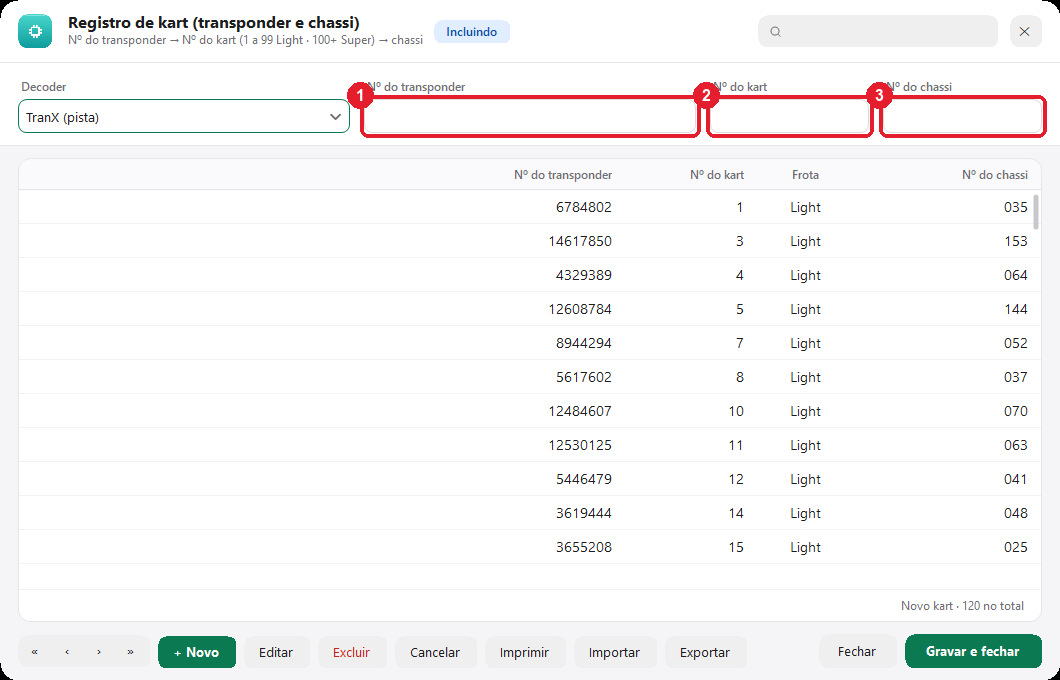 Registro de kart (transponder e chassi)
Nº do transponder → Nº do kart (1 a 99 Light · 100+ Super) → chassi
Incluindo
Decoder
1 Nº do transponder
2 Nº do kart
3 Nº do chassi
TranX (pista)
Nº do transponder Nº do kart Frota Nº do chassi
6784802 1 Light 035
14617850 3 Light 153
4329389 4 Light 064
12608784 5 Light 144
8944294 7 Light 052
5617602 8 Light 037
12484607 10 Light 070
12530125 11 Light 063
5446479 12 Light 041
3619444 14 Light 048
3655208 15 Light 025
Novo kart · 120 no total
« ‹ › » + Novo Editar Excluir Cancelar Imprimir Importar Exportar Fechar Gravar e fechar